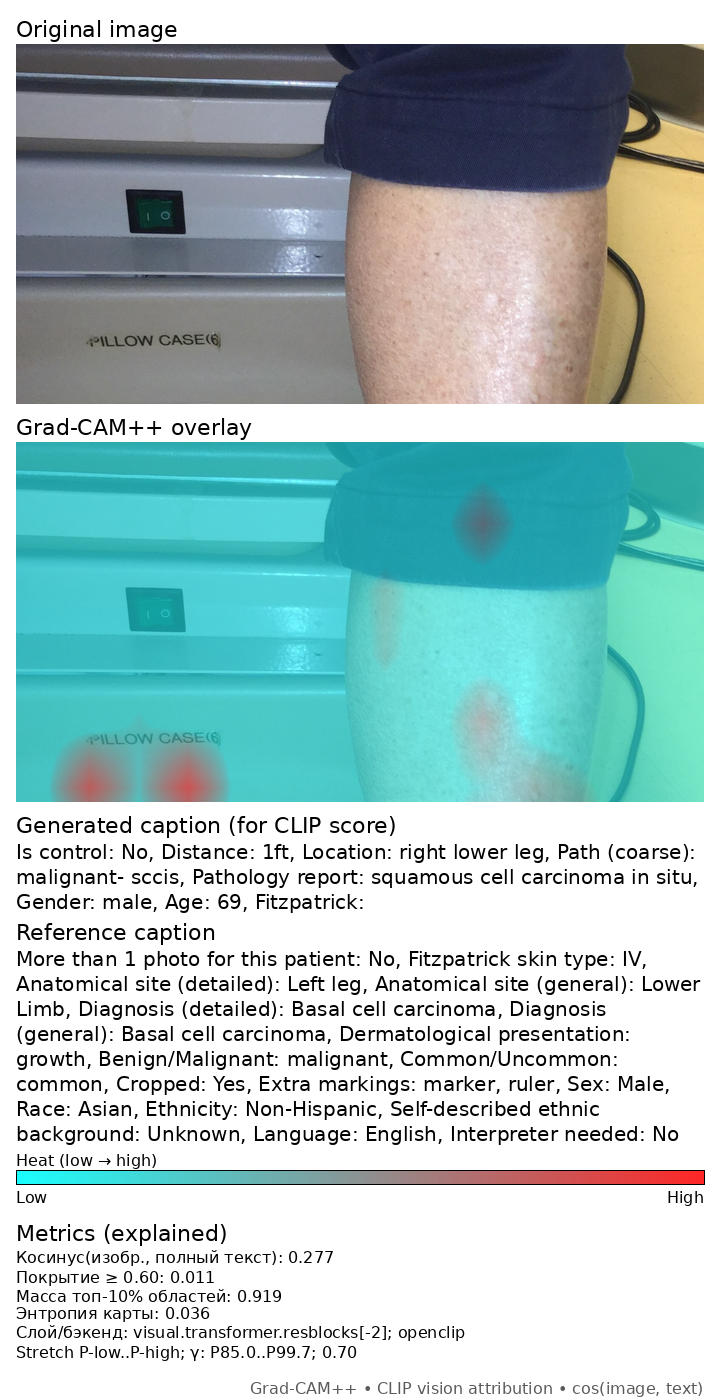 Original image
I O
PILLOW CASE(6)
Grad-CAM++ overlay
I O
PILLOW CASE(6)
Generated caption (for CLIP score)
Is control: No, Distance: 1ft, Location: right lower leg, Path (coarse):
malignant- sccis, Pathology report: squamous cell carcinoma in situ,
Gender: male, Age: 69, Fitzpatrick:
Reference caption
More than 1 photo for this patient: No, Fitzpatrick skin type: IV,
Anatomical site (detailed): Left leg, Anatomical site (general): Lower
Limb, Diagnosis (detailed): Basal cell carcinoma, Diagnosis
(general): Basal cell carcinoma, Dermatological presentation:
growth, Benign/Malignant: malignant, Common/Uncommon:
common, Cropped: Yes, Extra markings: marker, ruler, Sex: Male,
Race: Asian, Ethnicity: Non-Hispanic, Self-described ethnic
background: Unknown, Language: English, Interpreter needed: No
Heat (low → high)
Low High
Metrics (explained)
Косинус(изобр., полный текст): 0.277
Покрытие ≥ 0.60: 0.011
Масса топ-10% областей: 0.919
Энтропия карты: 0.036
Слой/бэкенд: visual.transformer.resblocks[-2]; openclip
Stretch P-low..P-high; γ: P85.0..P99.7; 0.70
Grad-CAM++ • CLIP vision attribution • cos(image, text)